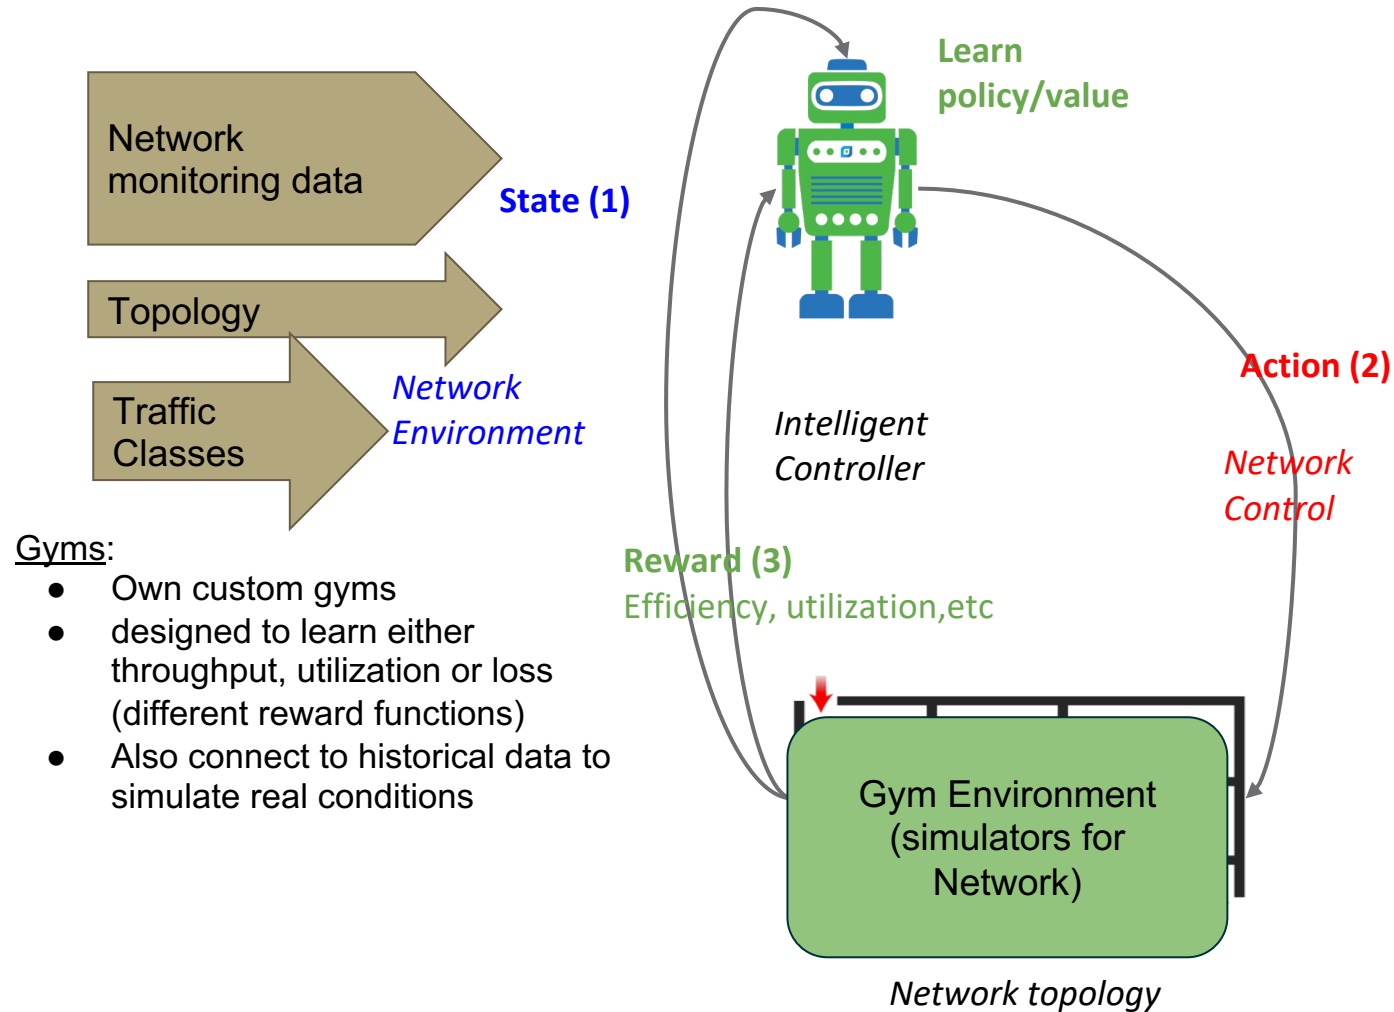 Network
monitoring data
State (1)
Topology
Traffic
Classes
Network
Environment
Gyms:
● Own custom gyms
● designed to learn either
throughput, utilization or loss
(different reward functions)
● Also connect to historical data to
simulate real conditions
Learn
policy/value
Action (2)
Intelligent
Controller
Network
Control
Reward (3)
Efficiency, utilization,etc
Gym Environment
(simulators for
Network)
Network topology